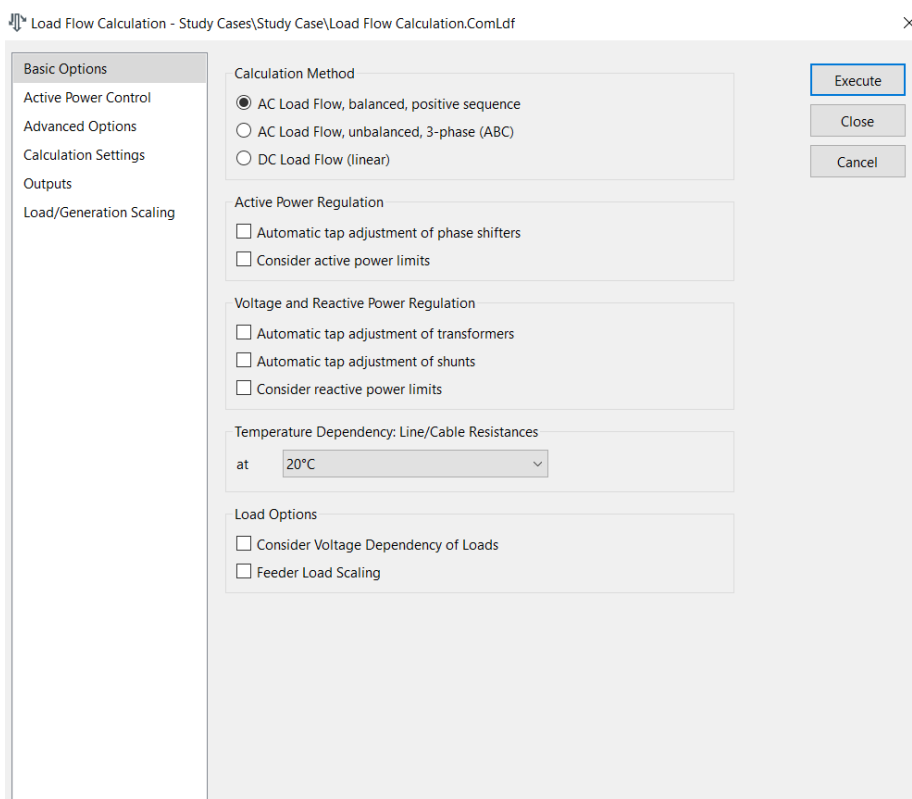 Load Flow Calculation - Study Cases\Study Case\Load Flow Calculation.ComLdf
Basic Options
Active Power Control
Advanced Options
Calculation Settings
Outputs
Load/Generation Scaling
Calculation Method
AC Load Flow, balanced, positive sequence
AC Load Flow, unbalanced, 3-phase (ABC)
DC Load Flow (linear)
Active Power Regulation
Automatic tap adjustment of phase shifters
Consider active power limits
Voltage and Reactive Power Regulation
Automatic tap adjustment of transformers
Automatic tap adjustment of shunts
Consider reactive power limits
Temperature Dependency: Line/Cable Resistances
at 20°C
Load Options
Consider Voltage Dependency of Loads
Feeder Load Scaling
Execute
Close
Cancel